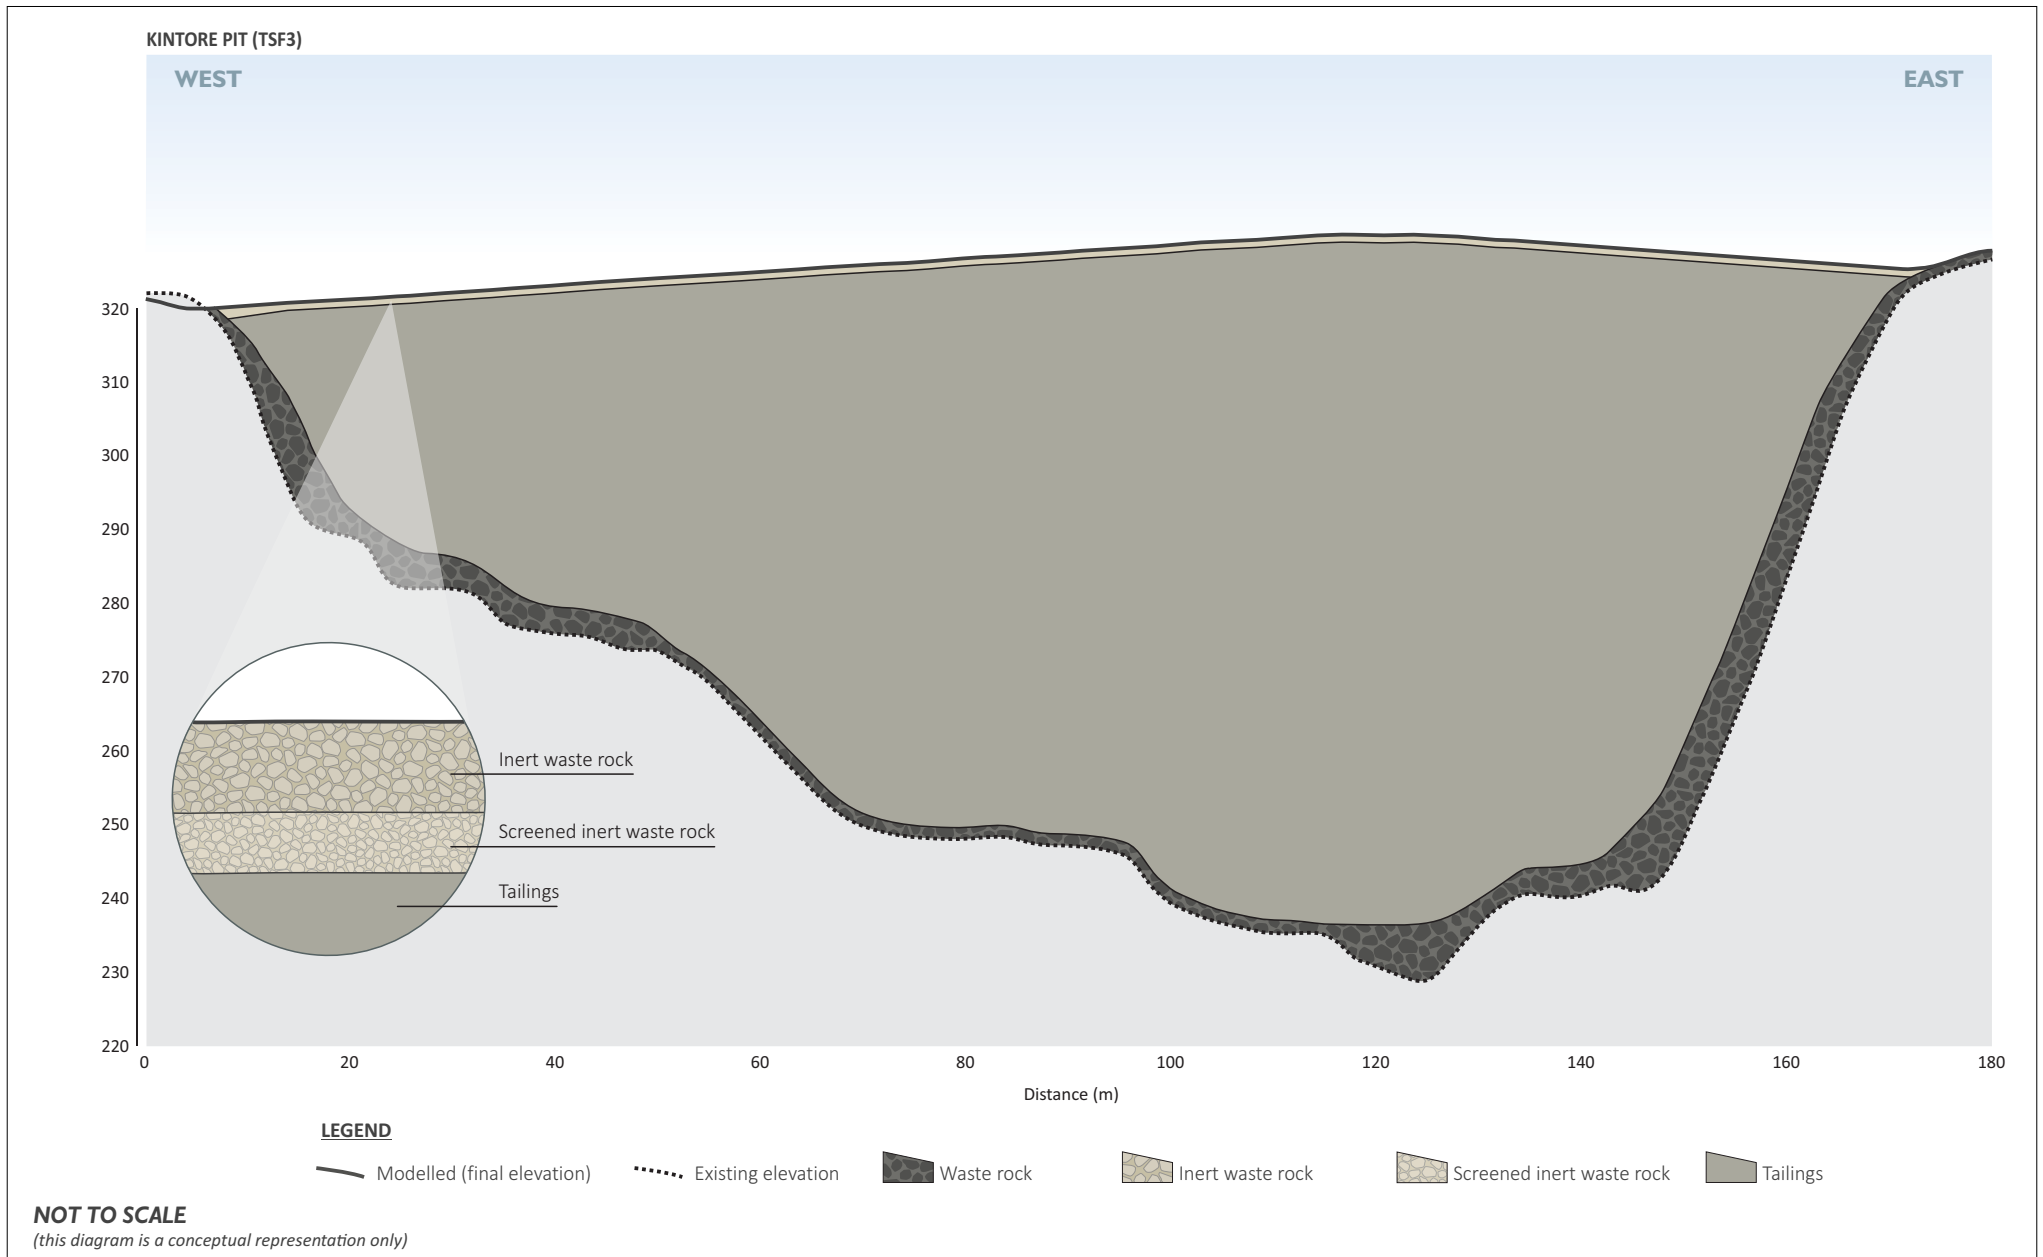 KINTORE PIT (TSF3)
WEST
EAST
320
310
300
290
280
270
260
250
240
230
220
Inert waste rock
Screened inert waste rock
Tailings
0 20 40 60 80 100 120 140 160 180
Distance (m)
LEGEND
Modelled (final elevation)
Existing elevation
Waste rock
Inert waste rock
Screened inert waste rock
Tailings
NOT TO SCALE
(this diagram is a conceptual representation only)